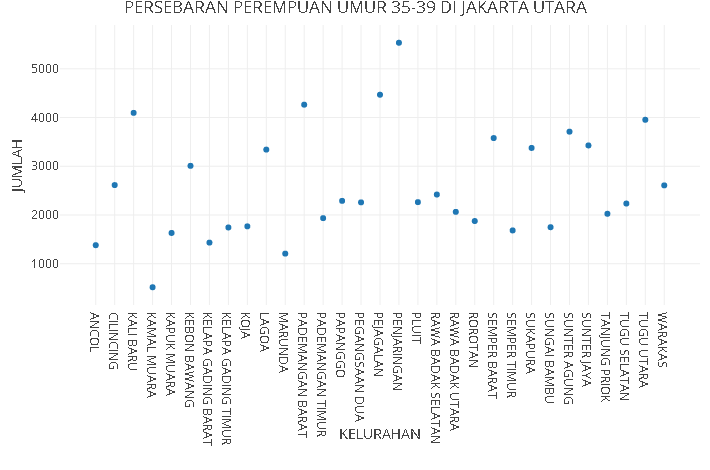 PERSEBARAN PEREMPUAN UMUR 35-39 DI JAKARTA UTARA
JUMLAH
5000
4000
3000
2000
1000
ANCOL
CILINCING
KALI BARU
KAMAL MUARA
KAPUK MUARA
KEBON BAWANG
KELAPA GADING BARAT
KELAPA GADING TIMUR
KOJA
LAGOA
MARUNDA
PADEMANGAN BARAT
PADEMANGAN TIMUR
PAPANGGO
PEGANGSAAN DUA
PEJAGALAN
PENJARINGAN
PLUIT
RAWA BADAK SELATAN
RAWA BADAK UTARA
ROROTAN
SEMPER BARAT
SEMPER TIMUR
SUKAPURA
SUNGAI BAMBU
SUNTER AGUNG
SUNTER JAYA
TANJUNG PRIOK
TUGU SELATAN
TUGU UTARA
WARAKAS
KELURAHAN